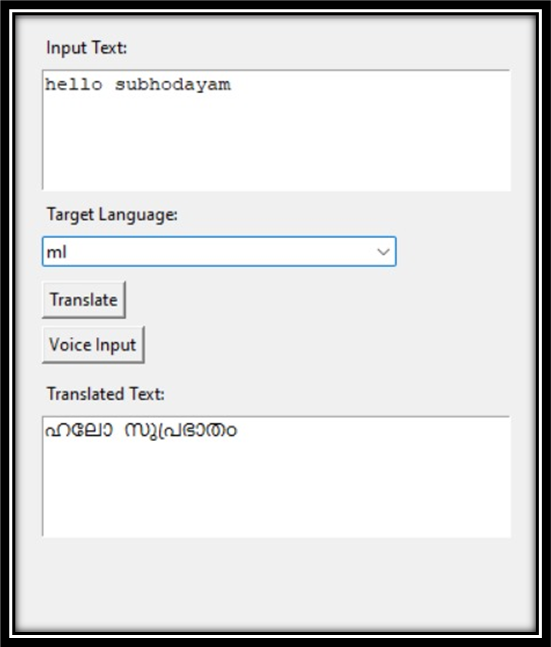 Input Text:
hello subhodayam
Target Language:
ml
Translate
Voice Input
Translated Text:
ഹലോ സുപ്രഭാതം